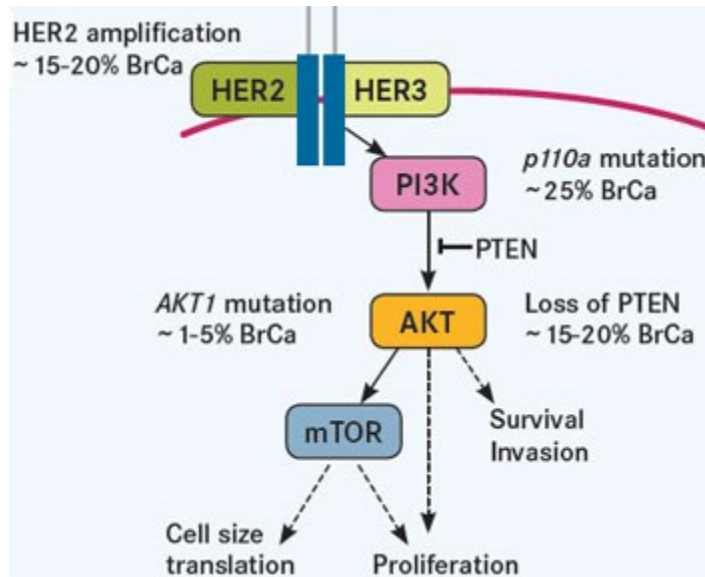 HER2 amplification
~ 15-20% BrCa
HER2
HER3
p110a mutation
~ 25% BrCa
PI3K
PTEN
AKT1 mutation
~ 1-5% BrCa
AKT
Loss of PTEN
~ 15-20% BrCa
mTOR
Survival
Invasion
Cell size
translation
Proliferation